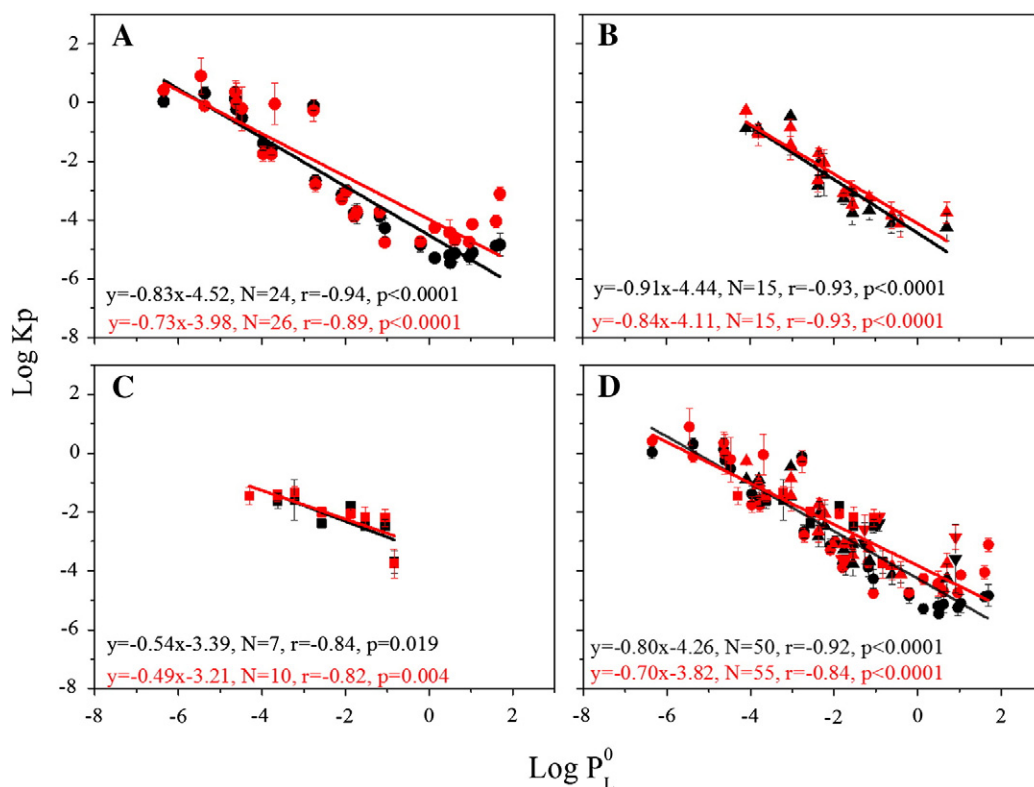 A
B
2
0
-2
-4
-6
-8
y=-0.83x-4.52, N=24, r=-0.94, p<0.0001
y=-0.73x-3.98, N=26, r=-0.89, p<0.0001
y=-0.91x-4.44, N=15, r=-0.93, p<0.0001
y=-0.84x-4.11, N=15, r=-0.93, p<0.0001
Log Kp
C
D
2
0
-2
-4
-6
-8
y=-0.54x-3.39, N=7, r=-0.84, p=0.019
y=-0.49x-3.21, N=10, r=-0.82, p=0.004
y=-0.80x-4.26, N=50, r=-0.92, p<0.0001
y=-0.70x-3.82, N=55, r=-0.84, p<0.0001
-8 -6 -4 -2 0 2 -8 -6 -4 -2 0 2
Log P_L^0